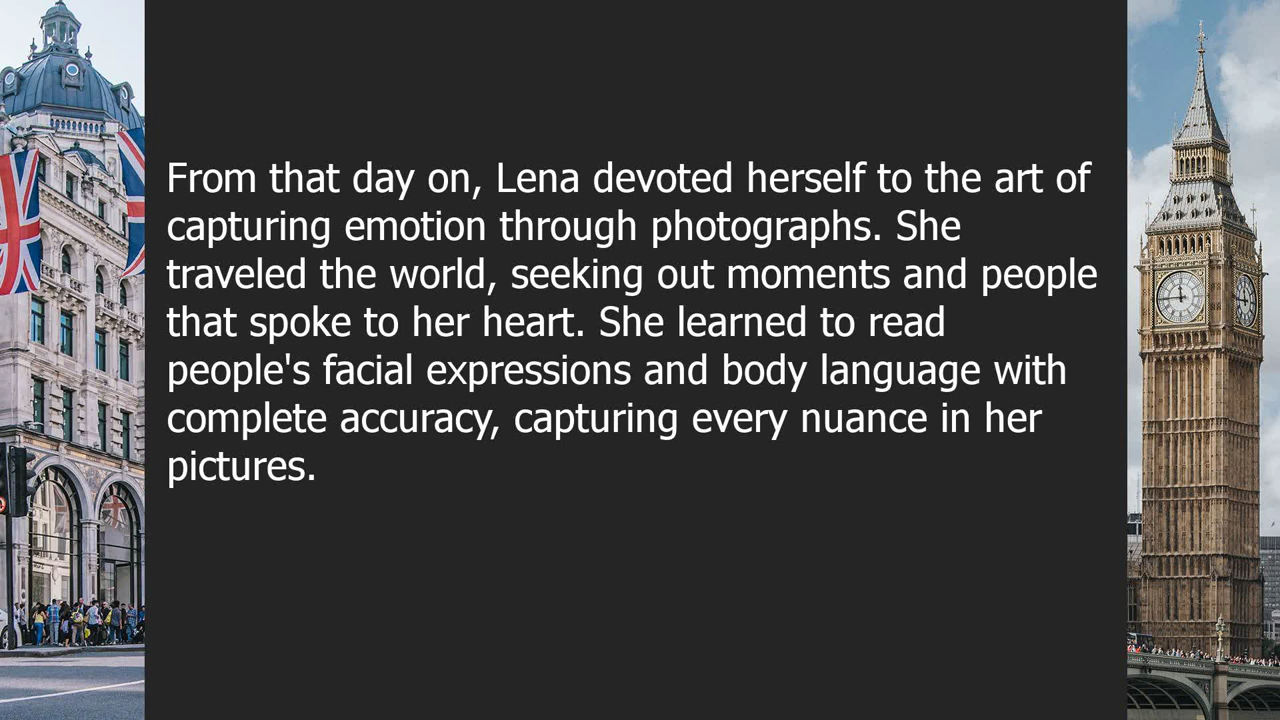 From that day on, Lena devoted herself to the art of
capturing emotion through photographs. She
traveled the world, seeking out moments and people
that spoke to her heart. She learned to read
people's facial expressions and body language with
complete accuracy, capturing every nuance in her
pictures.